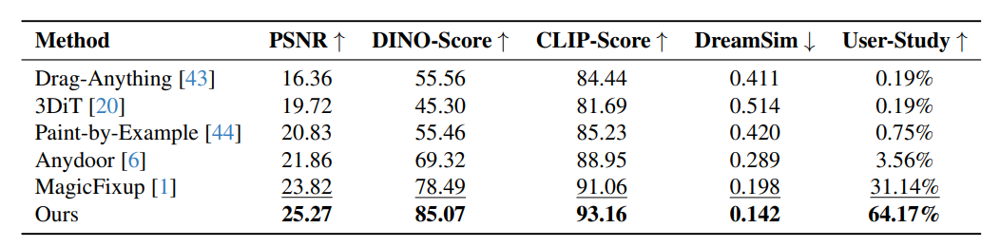 Method PSNR ↑ DINO-Score ↑ CLIP-Score ↑ DreamSim ↓ User-Study ↑
Drag-Anything [43] 16.36 55.56 84.44 0.411 0.19%
3DiT [20] 19.72 45.30 81.69 0.514 0.19%
Paint-by-Example [44] 20.83 55.46 85.23 0.420 0.75%
Anydoor [6] 21.86 69.32 88.95 0.289 3.56%
MagicFixup [1] 23.82 78.49 91.06 0.198 31.14%
Ours 25.27 85.07 93.16 0.142 64.17%